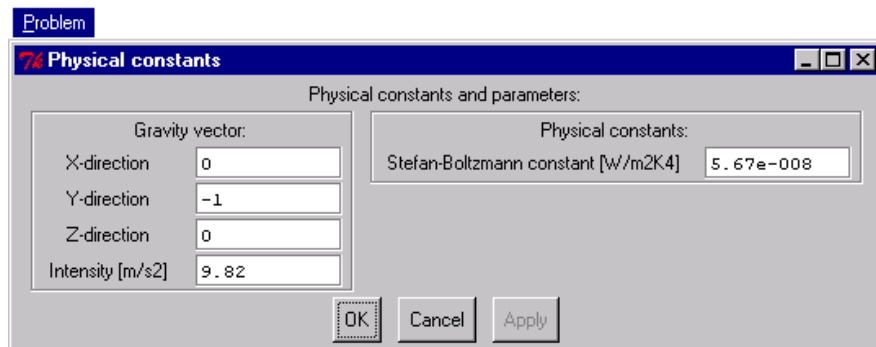 Problem
Physical constants
Physical constants and parameters:
Gravity vector:
X-direction 0
Y-direction -1
Z-direction 0
Intensity [m/s2] 9.82
Physical constants:
Stefan-Boltzmann constant [W/m2K4] 5.67e-008
OK Cancel Apply